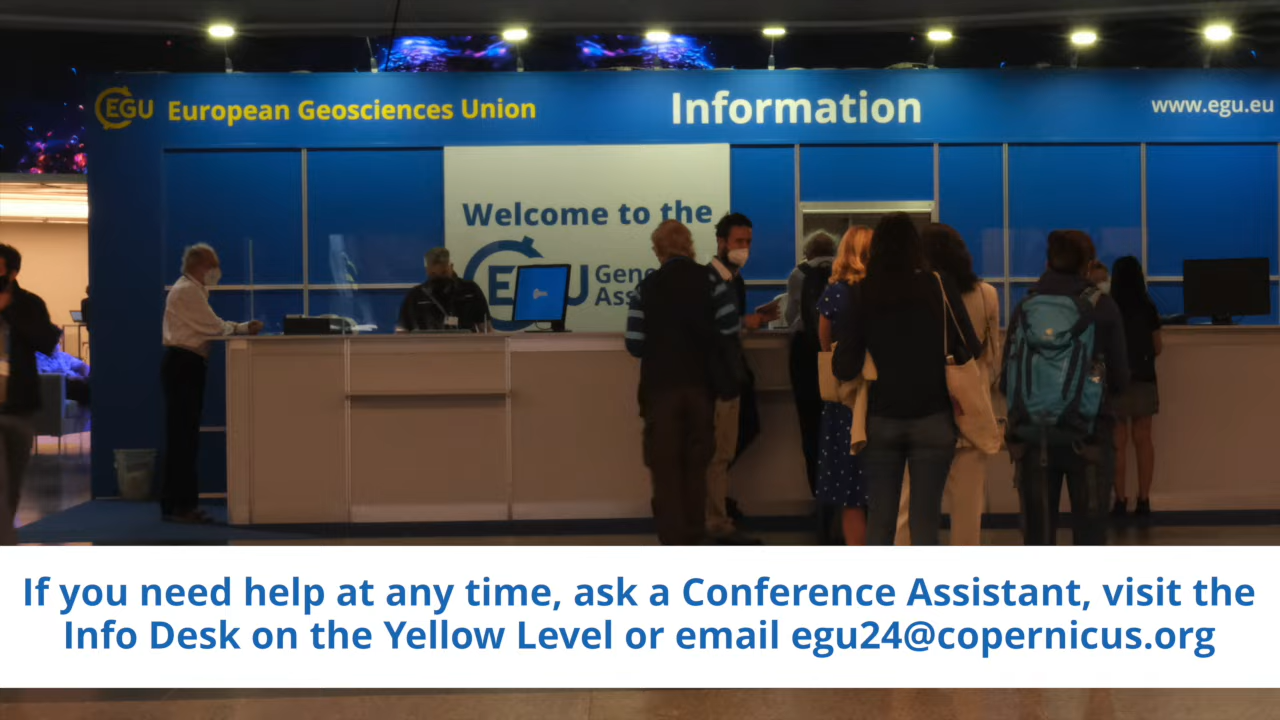 EGU European Geosciences Union
Information
www.egu.eu
Welcome to the
EGU
If you need help at any time, ask a Conference Assistant, visit the
Info Desk on the Yellow Level or email egu24@copernicus.org